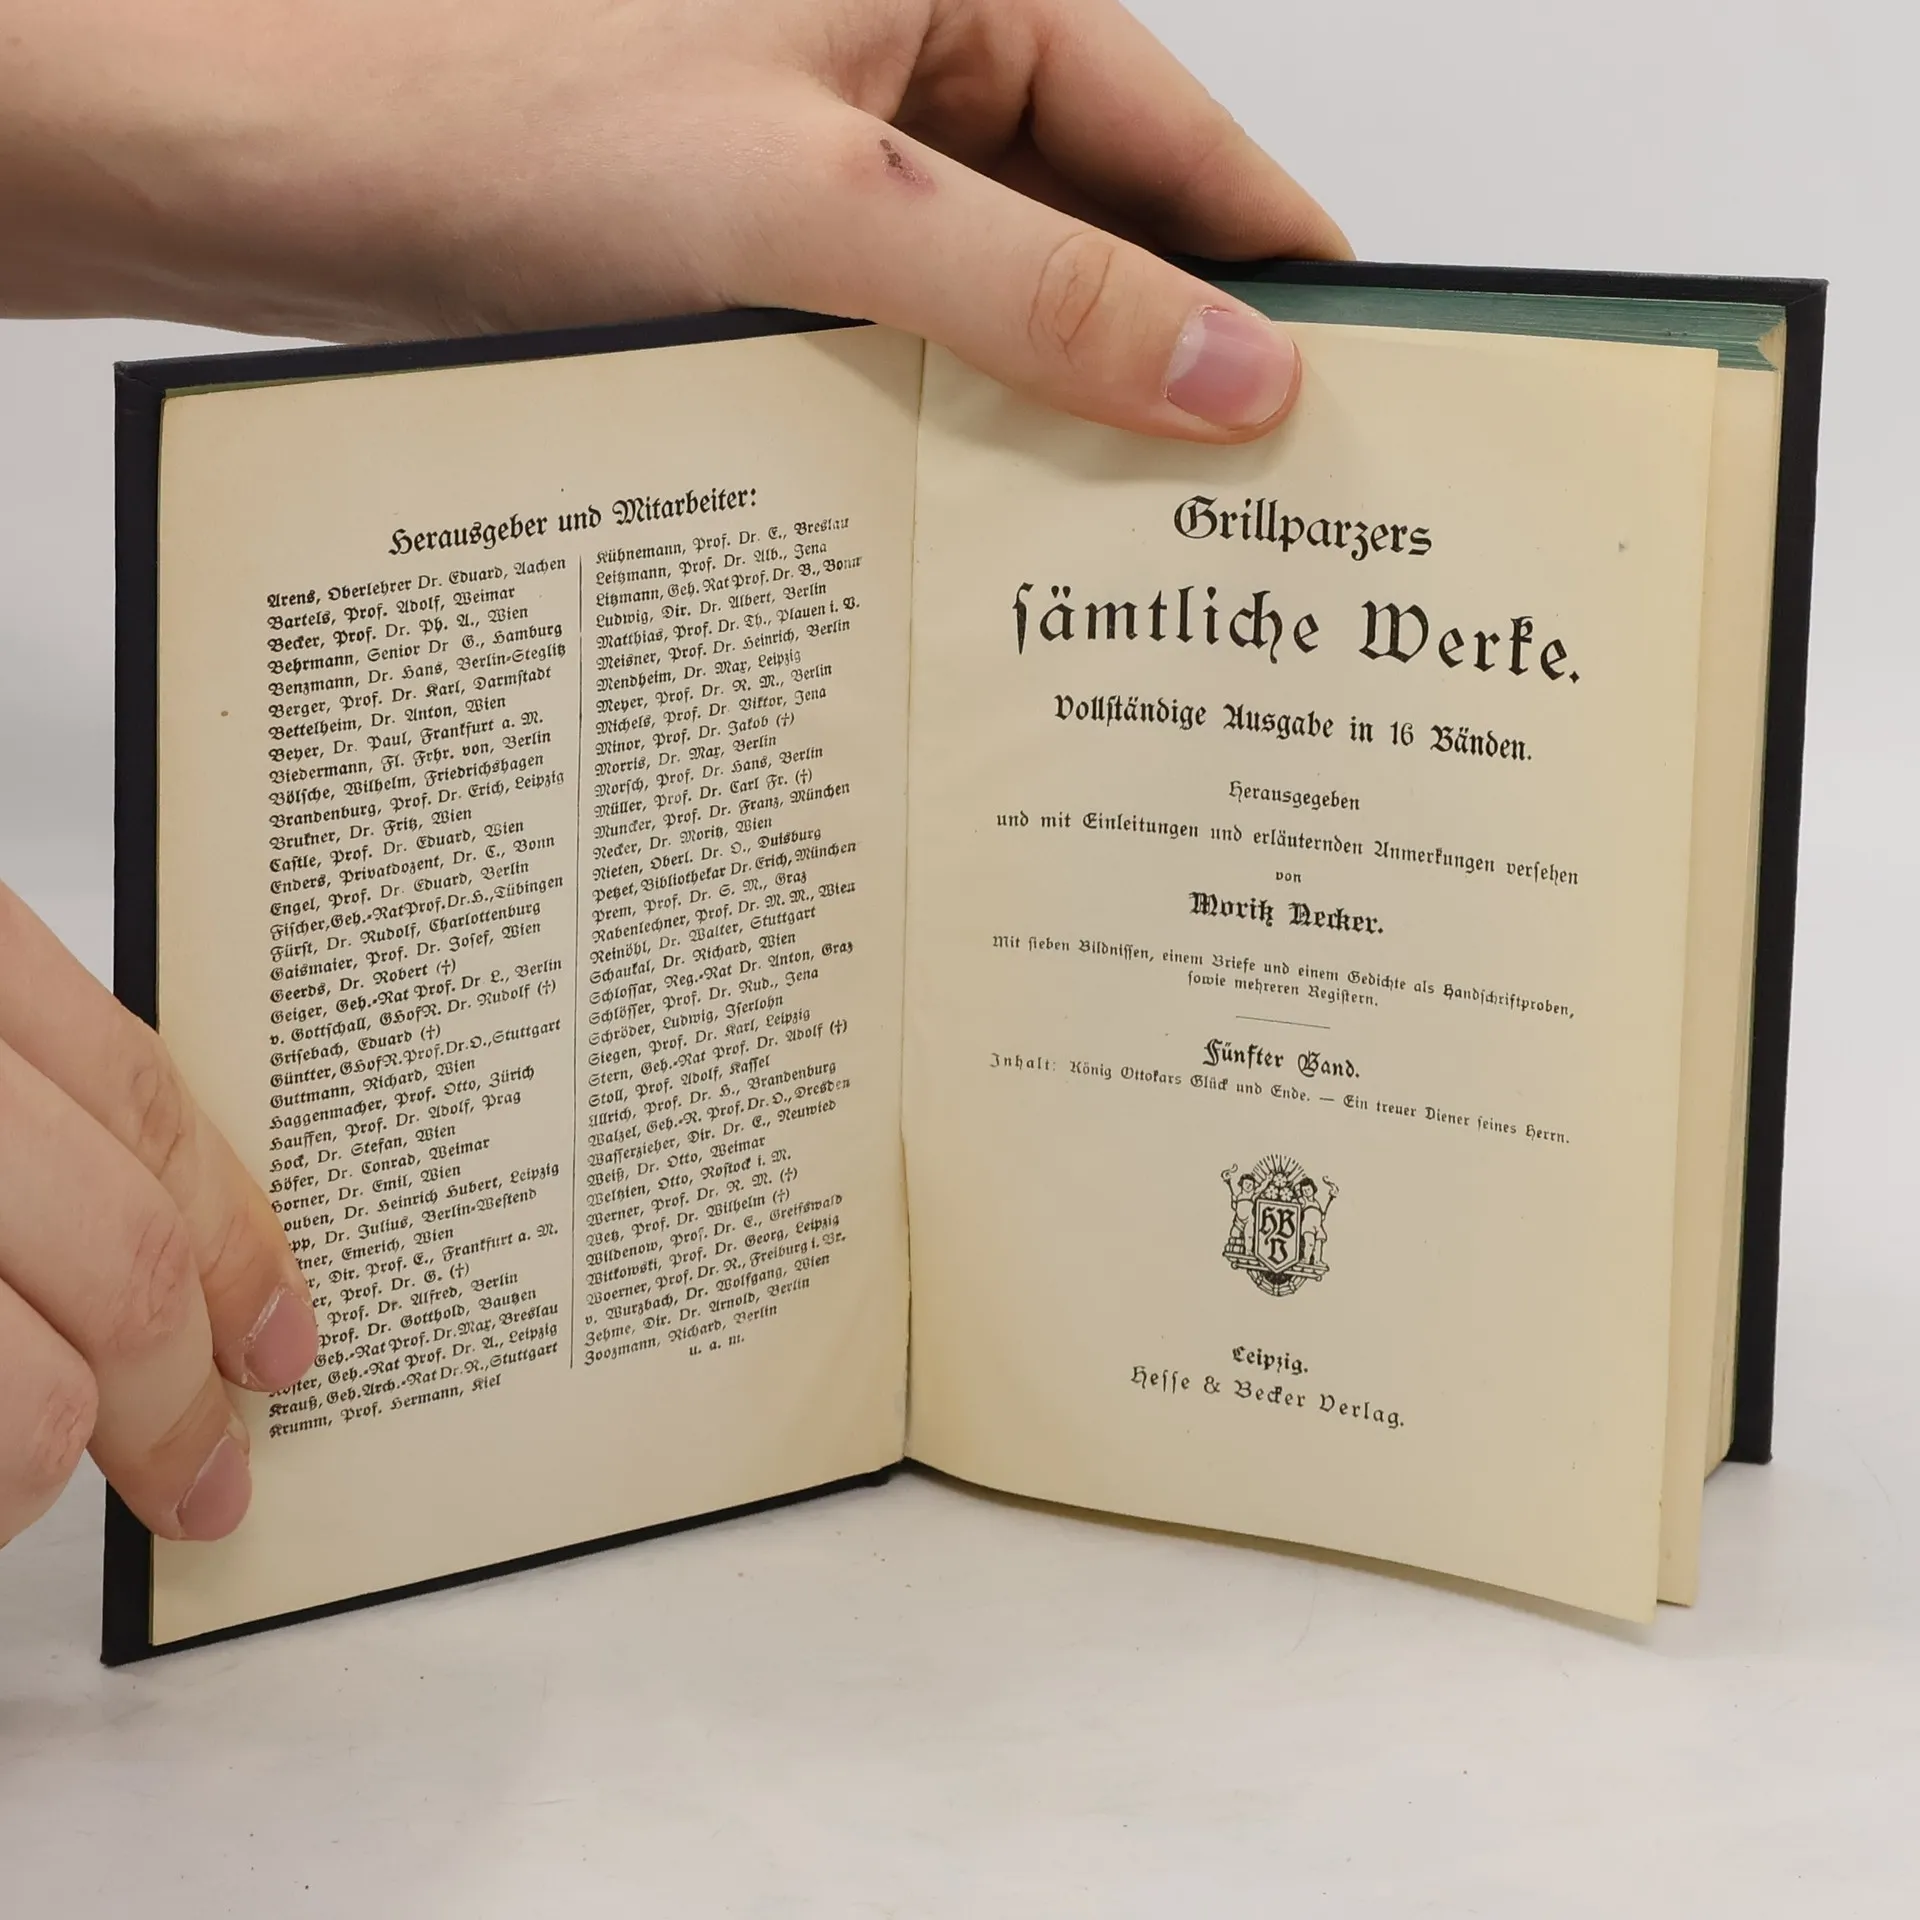 Herausgeber und Mitarbeiter:
Arens, Oberlehrer Dr. Eduard, Aachen
Bartels, Prof. Adolf, Weimar
Becker, Prof. Dr. Ph. A., Wien
Behrmann, Senior Dr G., Hamburg
Benzmann, Dr. Hans, Berlin-Steglitz
Berger, Prof. Dr. Karl, Darmſtadt
Bettelheim, Dr. Anton, Wien
Beyer, Dr. Paul, Frankfurt a. M.
Biedermann, Fl. Frhr. von, Berlin
Bölſche, Wilhelm, Friedrichshagen
Brandenburg, Prof. Dr. Erich, Leipzig
Brukner, Dr. Fritz, Wien
Caſtle, Prof. Dr. Eduard, Wien
Enders, Privatdozent, Dr. C., Bonn
Engel, Prof. Dr. Eduard, Berlin
Fiſcher, Geh.-Rat Prof. Dr. H., Tübingen
Fürſt, Dr. Rudolf, Charlottenburg
Gaismaier, Prof. Dr. Joſef, Wien
Geerds, Dr. Robert (†)
Geiger, Geh.-Rat Prof. Dr L., Berlin
v. Gottſchall, GHofR. Dr. Rudolf (†)
Griſebach, Eduard (†)
Güntter, GHofR. Prof. Dr. O., Stuttgart
Guttmann, Richard, Wien
Haggenmacher, Prof. Otto, Zürich
Hauffen, Prof. Dr. Adolf, Prag
Hock, Dr. Stefan, Wien
Höfer, Dr. Conrad, Weimar
Horner, Dr. Emil, Wien
ouben, Dr. Heinrich Hubert, Leipzig
pp, Dr. Julius, Berlin-Weſtend
tner, Emerich, Wien
r, Dir. Prof. E., Frankfurt a. M.
er, Prof. Dr. G. (†)
Prof. Dr. Alfred, Berlin
Prof. Dr. Gotthold, Bautzen
Geh.-Rat Prof. Dr. Max, Breslau
Köſter, Geh.-Rat Prof. Dr. A., Leipzig
Krauß, Geh. Arch.-Rat Dr. R., Stuttgart
Krumm, Prof. Hermann, Kiel
Kühnemann, Prof. Dr. E., Breslau
Leitzmann, Prof. Dr. Alb., Jena
Litzmann, Geh. Rat Prof. Dr. B., Bonn
Ludwig, Dir. Dr. Albert, Berlin
Matthias, Prof. Dr. Th., Plauen i. V.
Meisner, Prof. Dr. Heinrich, Berlin
Mendheim, Dr. Max, Leipzig
Meyer, Prof. Dr. R. M., Berlin
Michels, Prof. Dr. Viktor, Jena
Minor, Prof. Dr. Jakob (†)
Morris, Dr. Max, Berlin
Morſch, Prof. Dr. Hans, Berlin
Müller, Prof. Dr. Carl Fr. (†)
Muncker, Prof. Dr. Franz, München
Necker, Dr. Moritz, Wien
Nieten, Oberl. Dr. O., Duisburg
Petzet, Bibliothekar Dr. Erich, München
Prem, Prof. Dr. S. M., Graz
Rabenlechner, Prof. Dr. M. M., Wien
Reinöhl, Dr. Walter, Stuttgart
Schaukal, Dr. Richard, Wien
Schloſſar, Reg.-Rat Dr. Anton, Graz
Schlöſſer, Prof. Dr. Rud., Jena
Schröder, Ludwig, Iſerlohn
Siegen, Prof. Dr. Karl, Leipzig
Stern, Geh.-Rat Prof. Dr. Adolf (†)
Stoll, Prof. Adolf, Kaſſel
Ullrich, Prof. Dr. H., Brandenburg
Walzel, Geh.-R. Prof. Dr. O., Dresden
Waſſerzieher, Dir. Dr. E., Neuwied
Weiß, Dr. Otto, Weimar
Weltzien, Otto, Roſtock i. M.
Werner, Prof. Dr. R. M. (†)
Wetz, Prof. Dr. Wilhelm (†)
Wildenow, Prof. Dr. E., Greifswald
Witkowski, Prof. Dr. Georg, Leipzig
Woerner, Prof. Dr. R., Freiburg i. Br.
v. Wurzbach, Dr. Wolfgang, Wien
Zehme, Dir. Dr. Arnold, Berlin
Zoozmann, Richard, Berlin
u. a. m.
Grillparzers
ſämtliche Werke.
Vollſtändige Ausgabe in 16 Bänden.
Herausgegeben
und mit Einleitungen und erläuternden Anmerkungen verſehen
von
Moritz Necker.
Mit ſieben Bildniſſen, einem Briefe und einem Gedichte als Handſchriftproben,
ſowie mehreren Regiſtern.
Fünfter Band.
Inhalt: König Ottokars Glück und Ende. — Ein treuer Diener ſeines Herrn.
HB
V
Leipzig.
Heſſe & Becker Verlag.